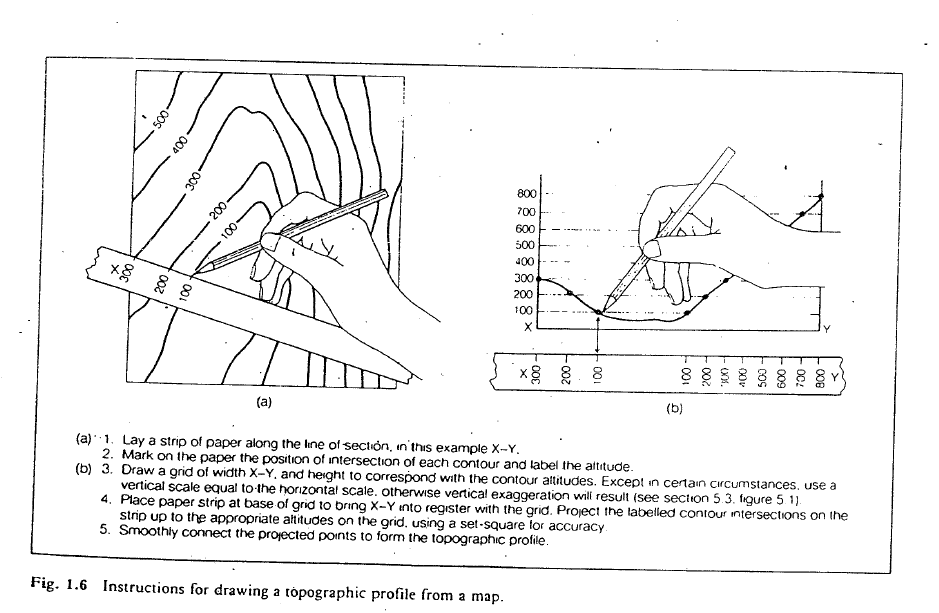 500
400
300
200
100
X
300
200
100
(a)
800
700
600
500
400
300
200
100
X
Y
X 300 200 100 100 200 300 400 500 600 700 800 Y
(b)
(a) 1. Lay a strip of paper along the line of section, in this example X–Y.
2. Mark on the paper the position of intersection of each contour and label the altitude.
(b) 3. Draw a grid of width X–Y, and height to correspond with the contour altitudes. Except in certain circumstances, use a
vertical scale equal to the horizontal scale, otherwise vertical exaggeration will result (see section 5.3, figure 5.1).
4. Place paper strip at base of grid to bring X–Y into register with the grid. Project the labelled contour intersections on the
strip up to the appropriate altitudes on the grid, using a set-square for accuracy.
5. Smoothly connect the projected points to form the topographic profile.
Fig. 1.6 Instructions for drawing a topographic profile from a map.